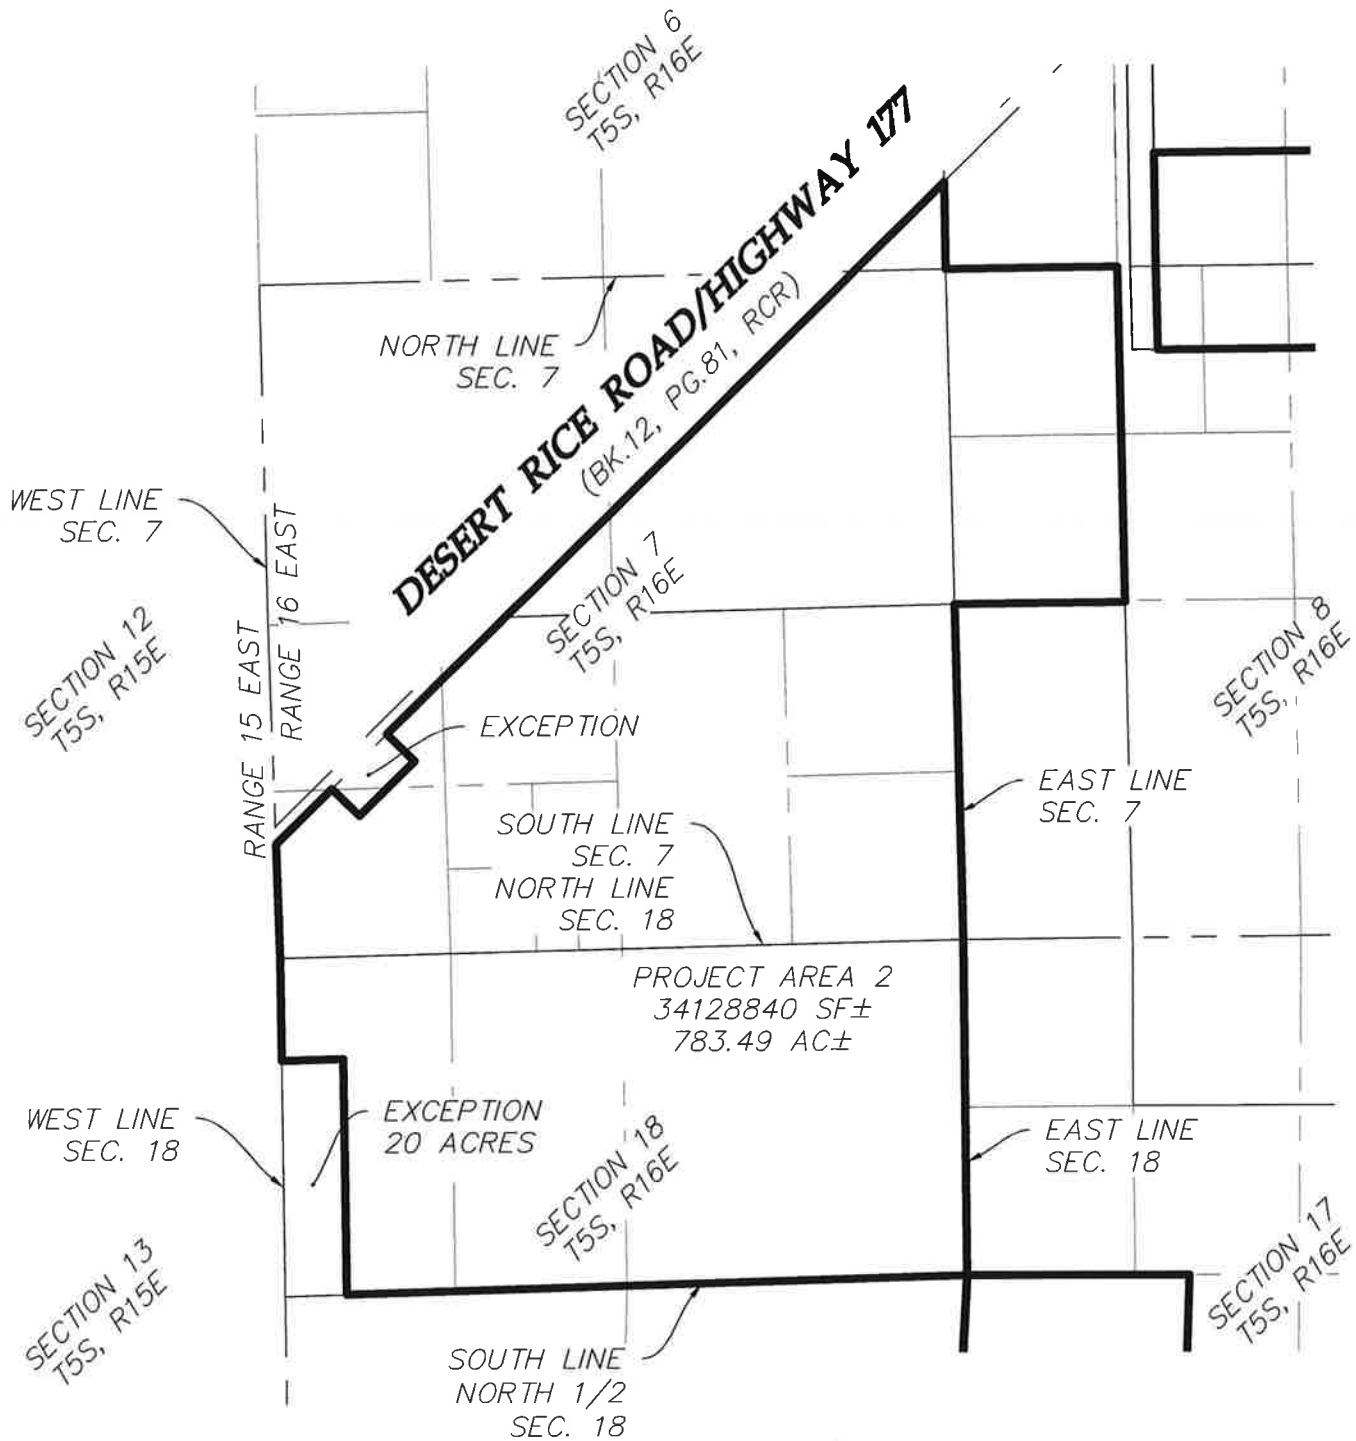 SECTION 6
T5S, R16E
DESERT RICE ROAD/HIGHWAY 177
(BK.12, PG.81, RCR)
NORTH LINE
SEC. 7
WEST LINE
SEC. 7
RANGE 15 EAST
RANGE 16 EAST
SECTION 12
T5S, R15E
SECTION 7
T5S, R16E
SECTION 8
T5S, R16E
EXCEPTION
EAST LINE
SEC. 7
SOUTH LINE
SEC. 7
NORTH LINE
SEC. 18
PROJECT AREA 2
34128840 SF±
783.49 AC±
WEST LINE
SEC. 18
EXCEPTION
20 ACRES
EAST LINE
SEC. 18
SECTION 18
T5S, R16E
SECTION 13
T5S, R15E
SECTION 17
T5S, R16E
SOUTH LINE
NORTH 1/2
SEC. 18